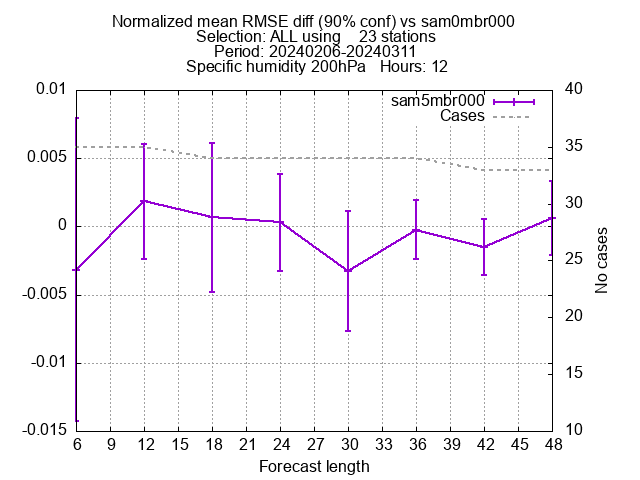 Normalized mean RMSE diff (90% conf) vs sam0mbr000
Selection: ALL using    23 stations
Period: 20240206-20240311
Specific humidity 200hPa   Hours: 12
sam5mbr000
Cases
0.01
0.005
0
-0.005
-0.01
-0.015
40
35
30
25
20
15
10
No cases
6 9 12 15 18 21 24 27 30 33 36 39 42 45 48
Forecast length